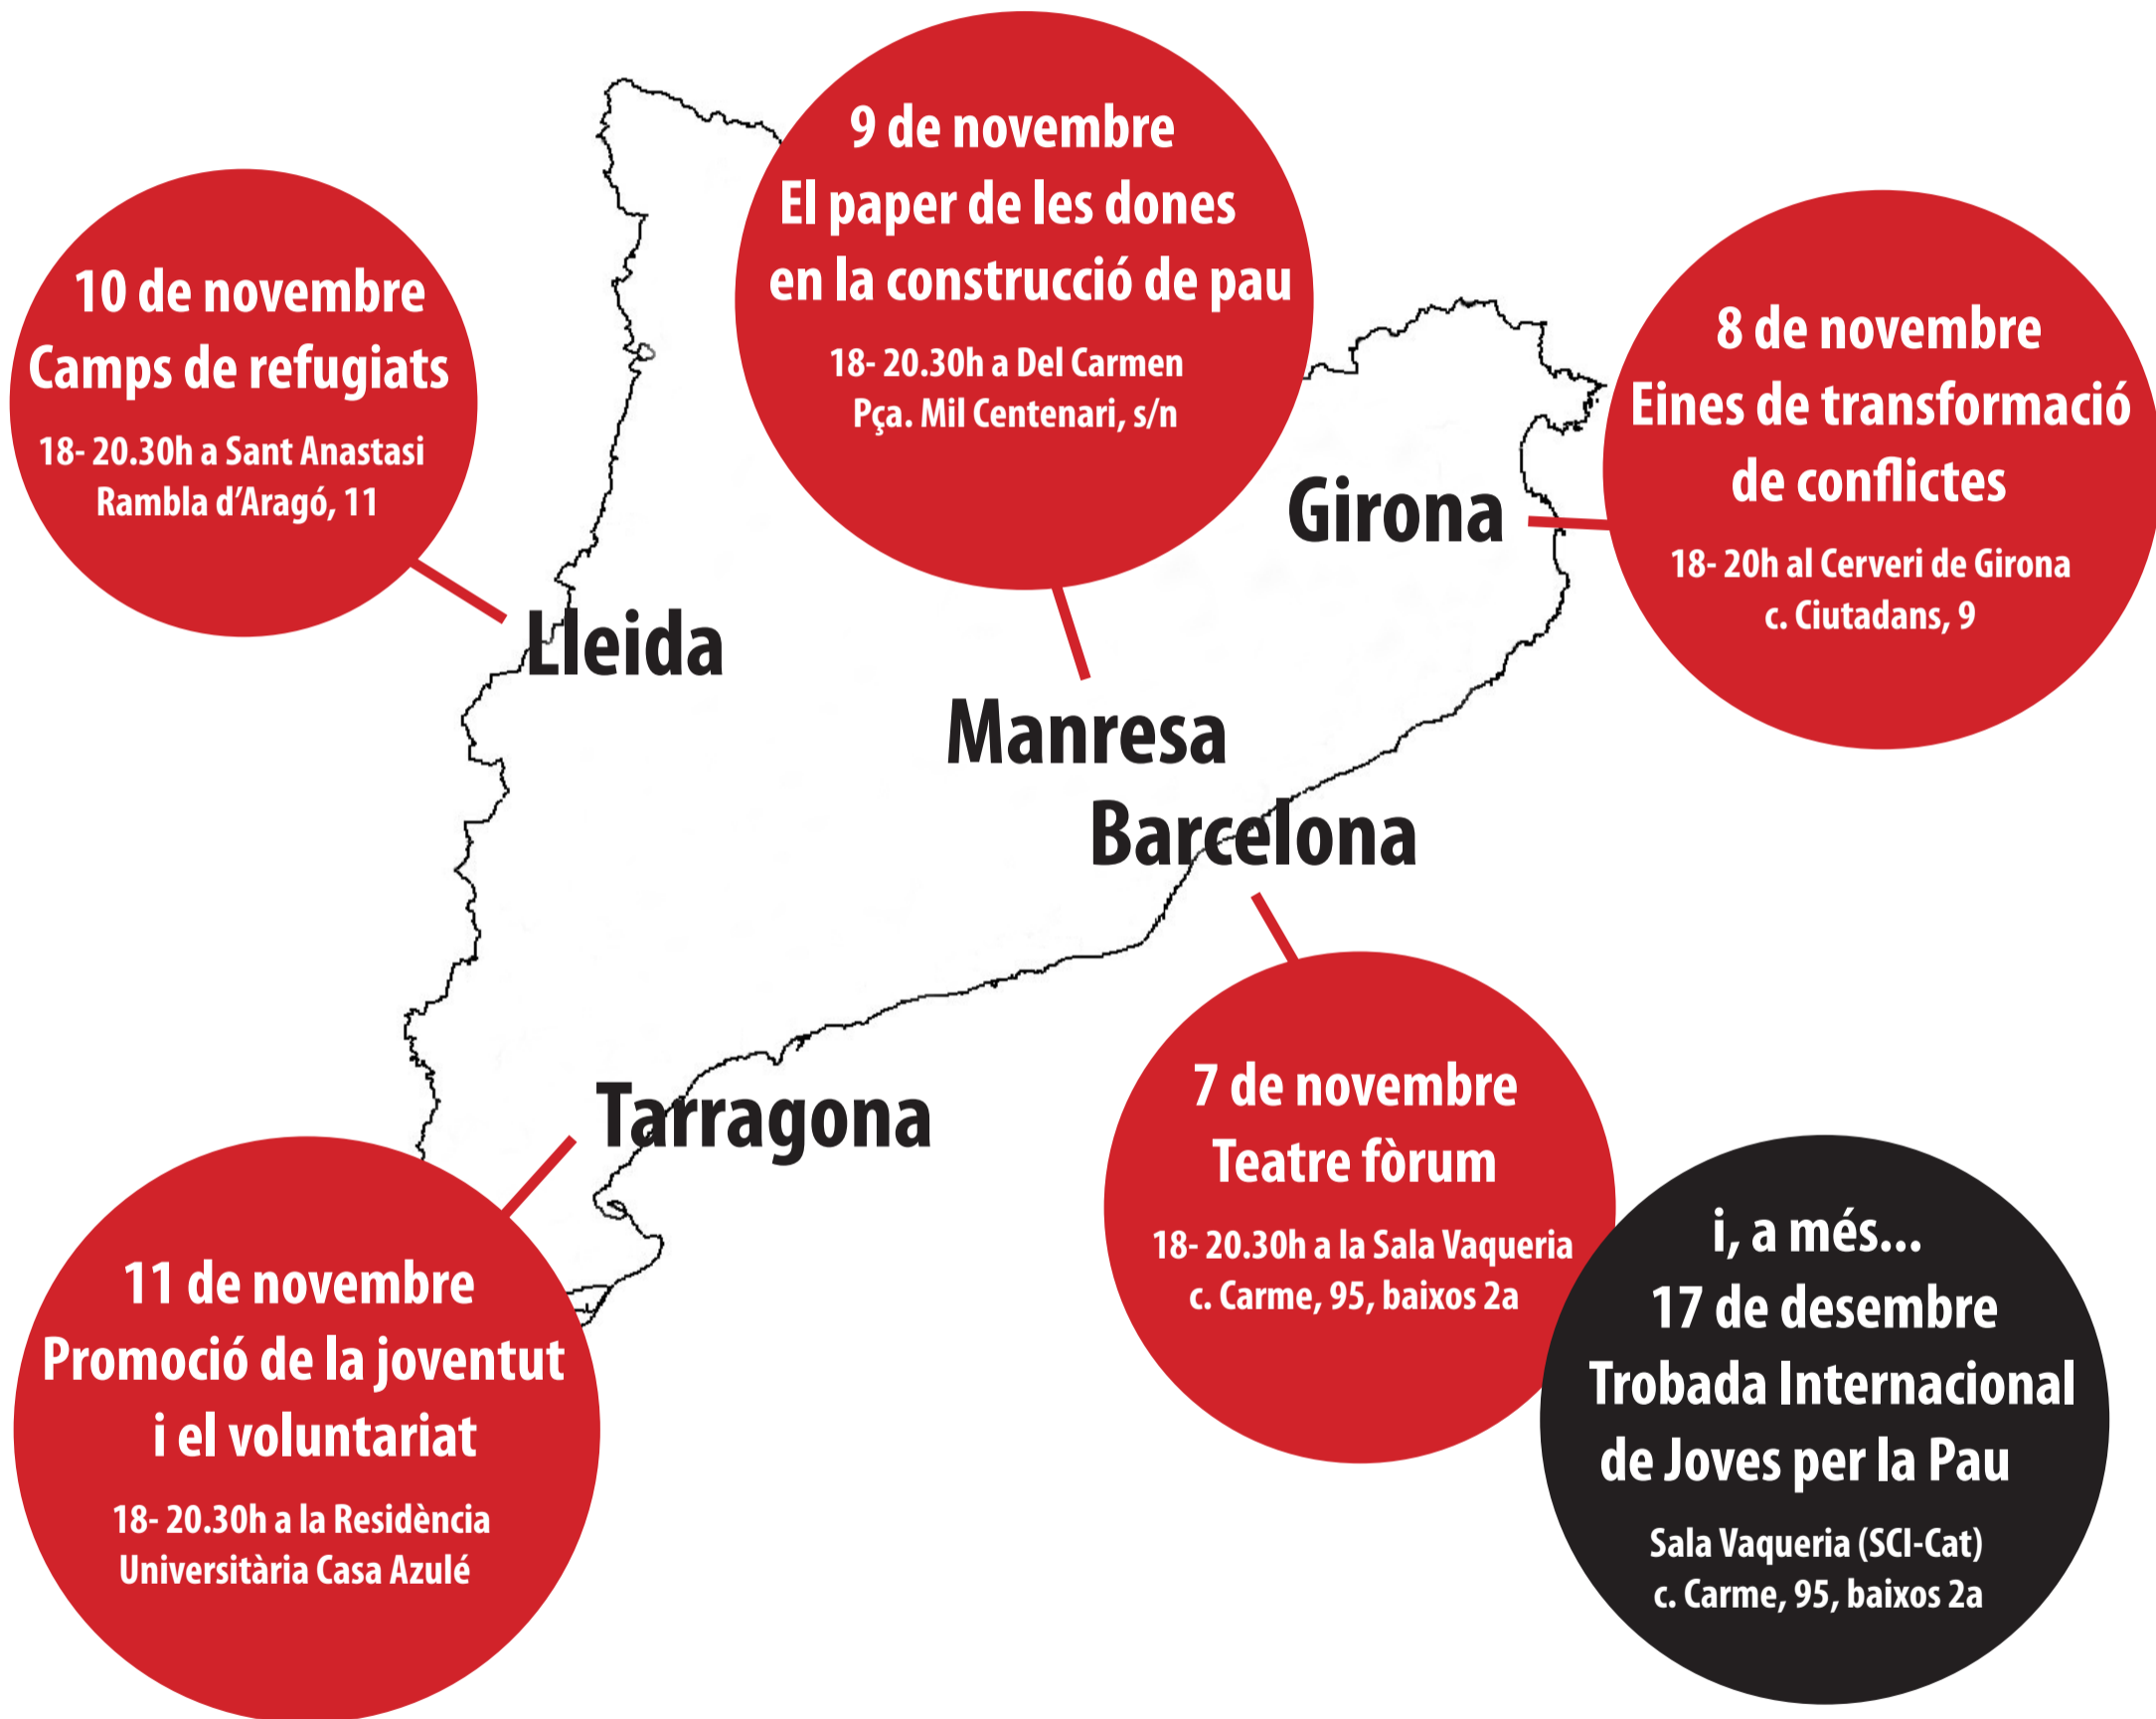 9 de novembre
El paper de les dones
en la construcció de pau
18- 20.30h a Del Carmen
Pça. Mil Centenari, s/n
10 de novembre
Camps de refugiats
18- 20.30h a Sant Anastasi
Rambla d'Aragó, 11
8 de novembre
Eines de transformació
de conflictes
18- 20h al Cerveri de Girona
c. Ciutadans, 9
Girona
Lleida
Manresa
Barcelona
Tarragona
7 de novembre
Teatre fòrum
18- 20.30h a la Sala Vaqueria
c. Carme, 95, baixos 2a
11 de novembre
Promoció de la joventut
i el voluntariat
18- 20.30h a la Residència
Universitària Casa Azulé
i, a més...
17 de desembre
Trobada Internacional
de Joves per la Pau
Sala Vaqueria (SCI-Cat)
c. Carme, 95, baixos 2a